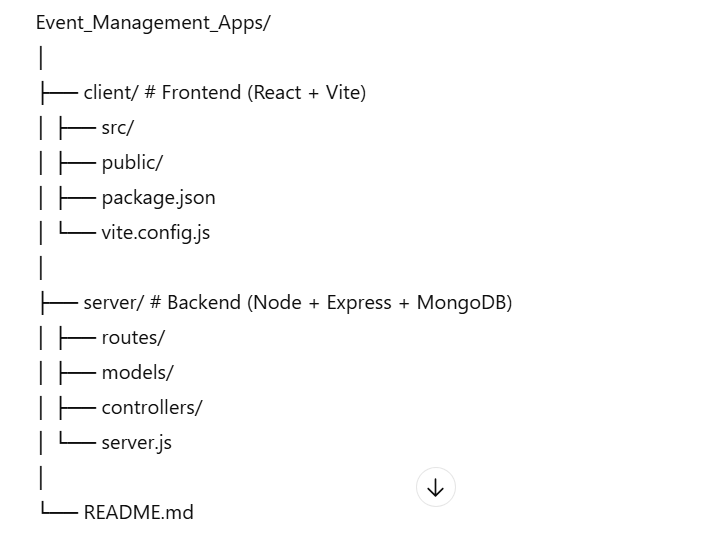 Event_Management_Apps/
│
├── client/ # Frontend (React + Vite)
│ ├── src/
│ ├── public/
│ ├── package.json
│ └── vite.config.js
│
├── server/ # Backend (Node + Express + MongoDB)
│ ├── routes/
│ ├── models/
│ ├── controllers/
│ └── server.js
│
└── README.md